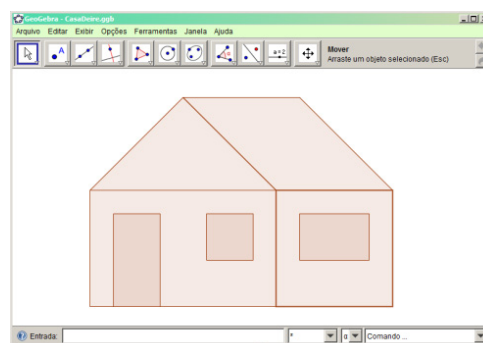 GeoGebra - CasaDeire.ggb
Arquivo Editar Exibir Opções Ferramentas Janela Ajuda
A
a=2
Mover
Arraste um objeto selecionado (Esc)
Entrada:
α
Comando ...